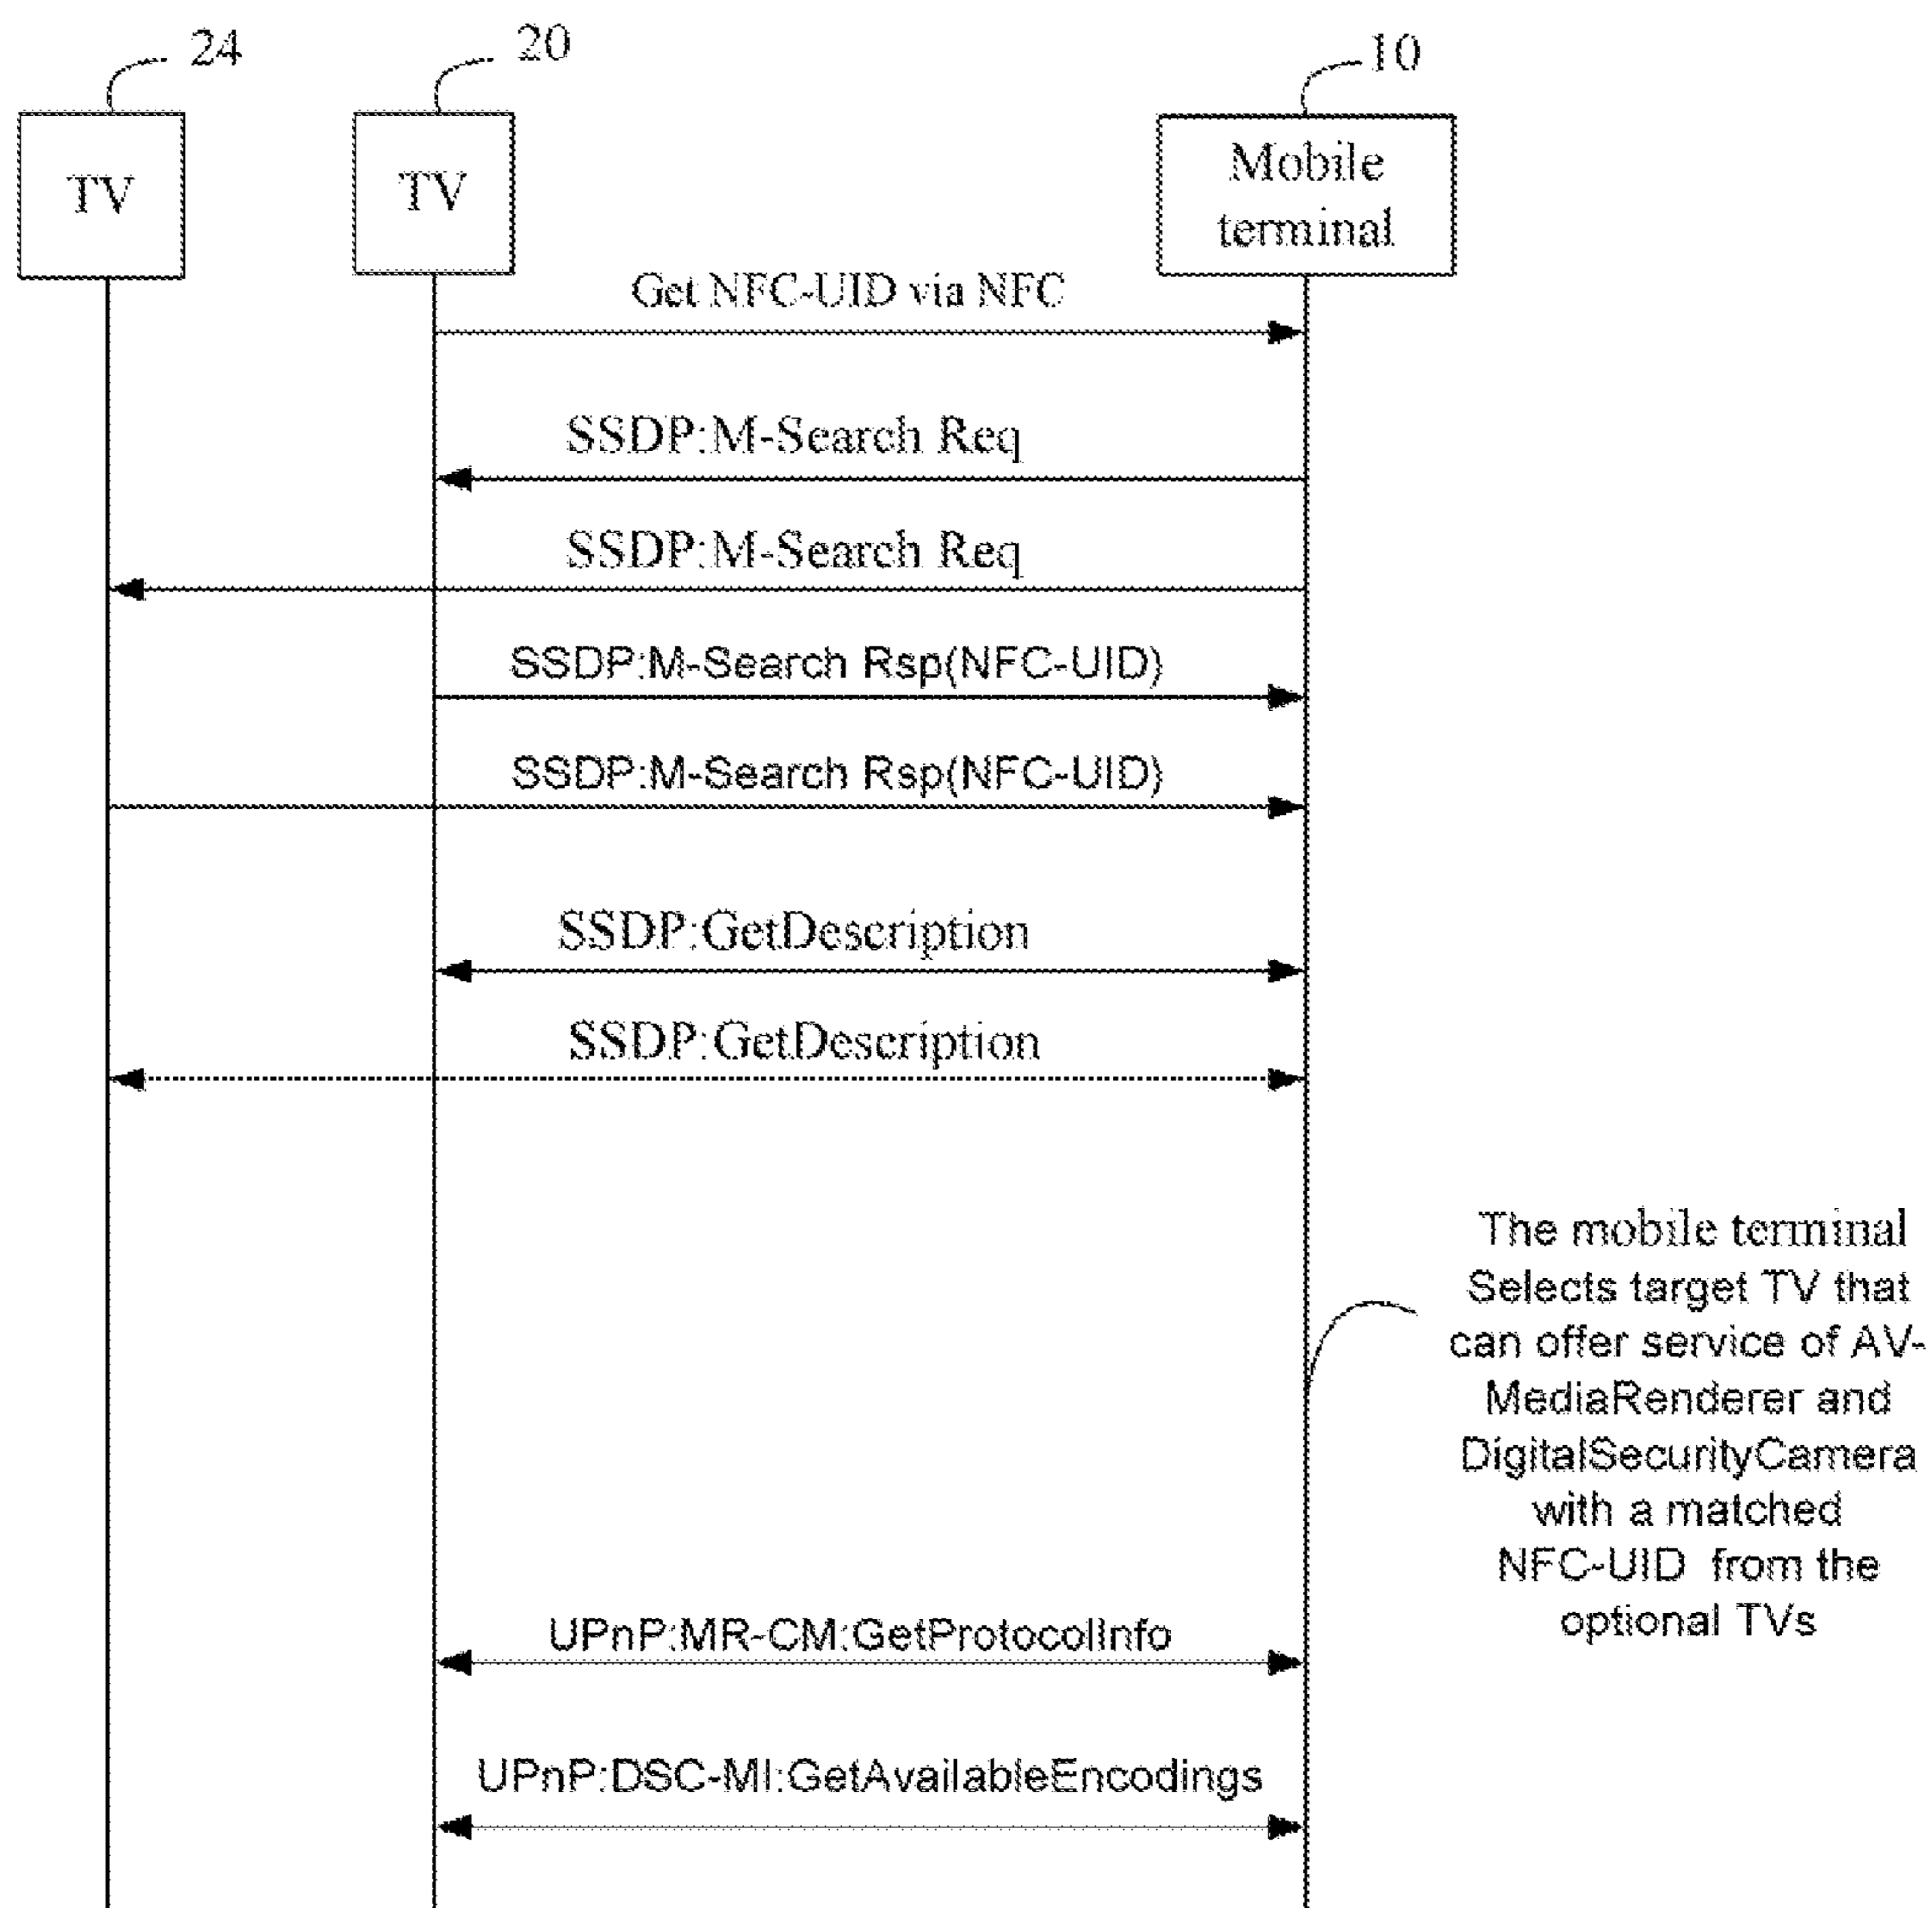 24
20
10
TV
TV
Mobile
terminal
Get NFC-UID via NFC
SSDP:M-Search Req
SSDP:M-Search Req
SSDP:M-Search Rsp(NFC-UID)
SSDP:M-Search Rsp(NFC-UID)
SSDP:GetDescription
SSDP:GetDescription
The mobile terminal
Selects target TV that
can offer service of AV-
MediaRenderer and
DigitalSecurityCamera
with a matched
NFC-UID from the
optional TVs
UPnP:MR-CM:GetProtocolInfo
UPnP:DSC-MI:GetAvailableEncodings